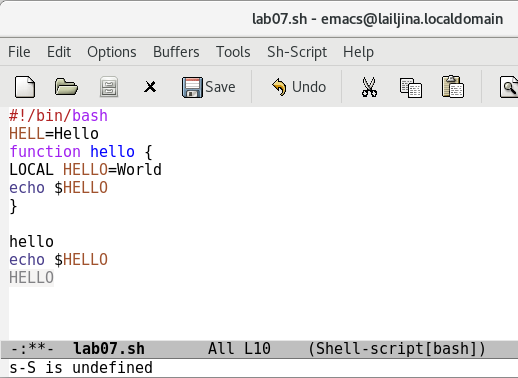 lab07.sh - emacs@lailjina.localdomain
File Edit Options Buffers Tools Sh-Script Help
Save Undo
#!/bin/bash
HELL=Hello
function hello {
LOCAL HELLO=World
echo $HELLO
}
hello
echo $HELLO
HELLO
-:**- lab07.sh All L10 (Shell-script[bash])
s-S is undefined